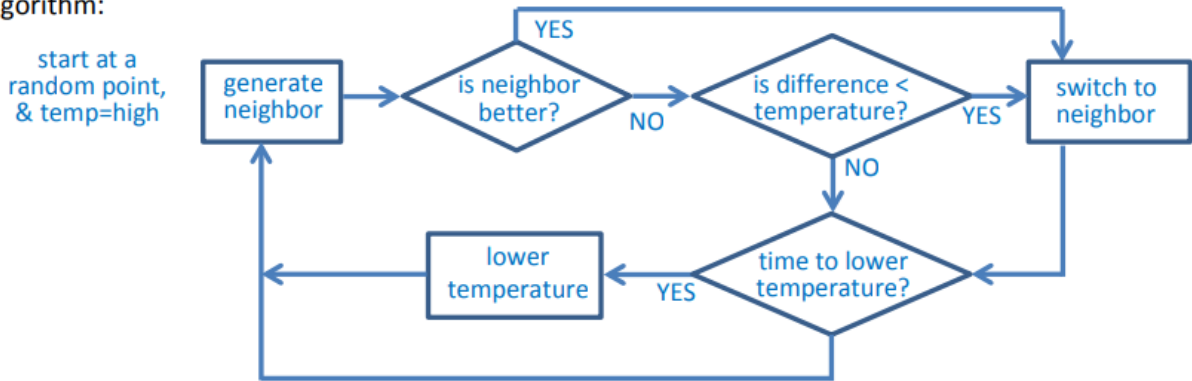 gorithm:
start at a
random point,
& temp=high
generate
neighbor
is neighbor
better?
YES
NO
is difference <
temperature?
YES
NO
switch to
neighbor
time to lower
temperature?
YES
lower
temperature